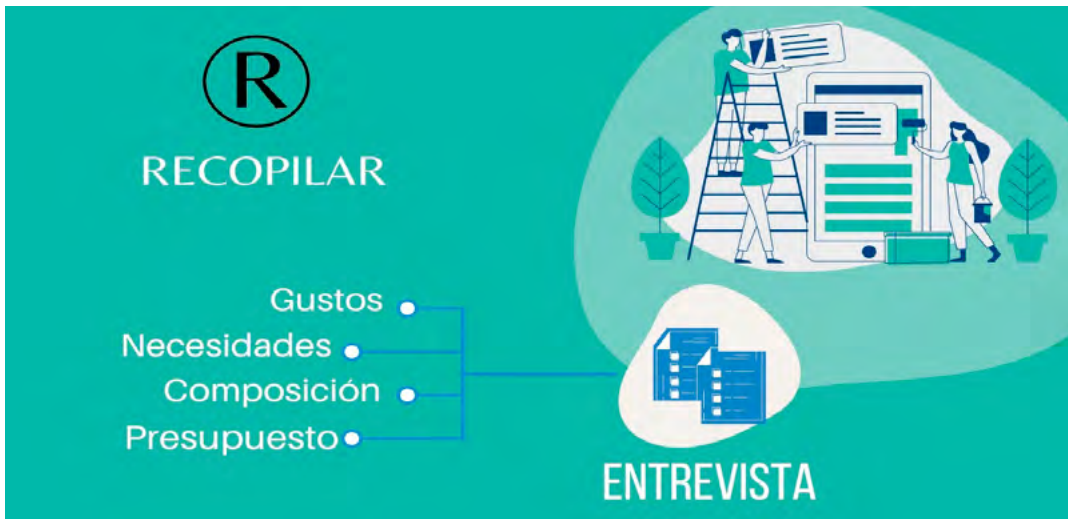 R
RECOPILAR
Gustos
Necesidades
Composición
Presupuesto
ENTREVISTA